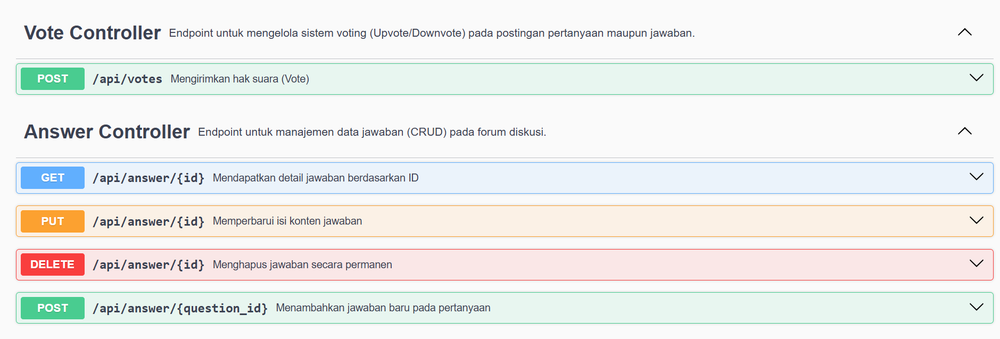 Vote Controller Endpoint untuk mengelola sistem voting (Upvote/Downvote) pada postingan pertanyaan maupun jawaban.
POST /api/votes Mengirimkan hak suara (Vote)
Answer Controller Endpoint untuk manajemen data jawaban (CRUD) pada forum diskusi.
GET /api/answer/{id} Mendapatkan detail jawaban berdasarkan ID
PUT /api/answer/{id} Memperbarui isi konten jawaban
DELETE /api/answer/{id} Menghapus jawaban secara permanen
POST /api/answer/{question_id} Menambahkan jawaban baru pada pertanyaan